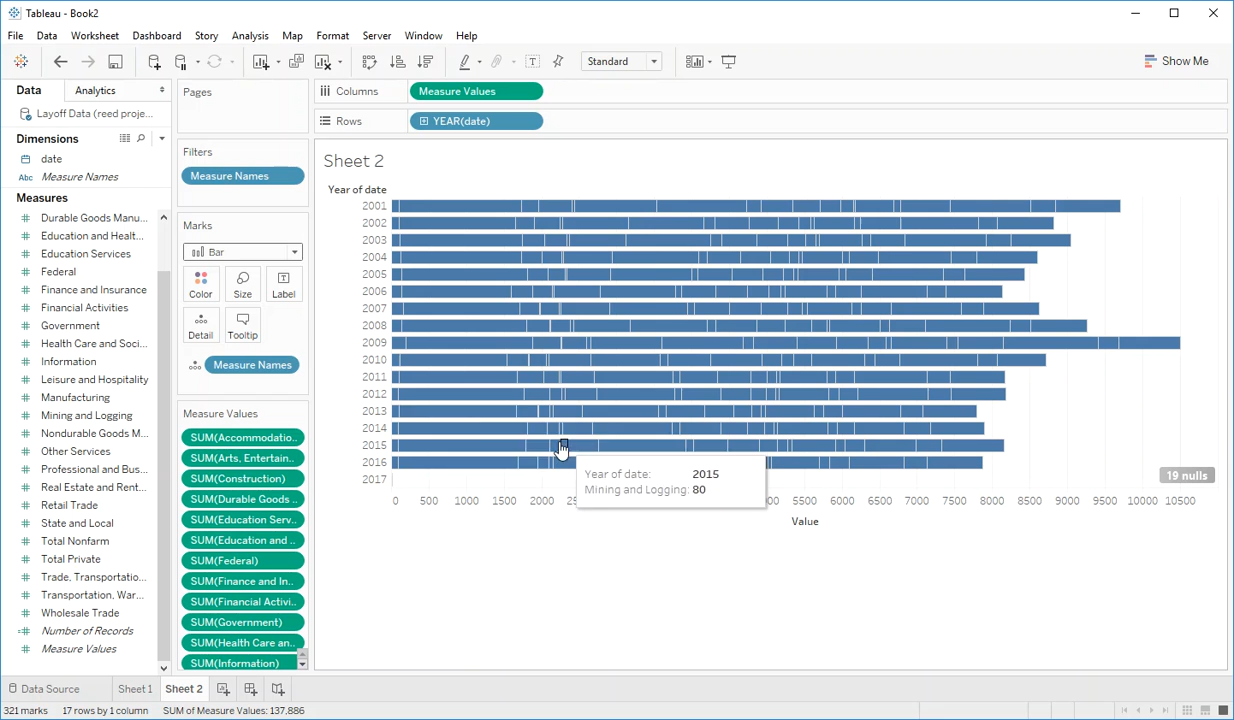 Tableau - Book2
File Data Worksheet Dashboard Story Analysis Map Format Server Window Help
Standard
Show Me
Data Analytics
Layoff Data (reed proje...
Dimensions
date
Abc Measure Names
Measures
Durable Goods Manu...
Education and Healt...
Education Services
Federal
Finance and Insurance
Financial Activities
Government
Health Care and Soci...
Information
Leisure and Hospitality
Manufacturing
Mining and Logging
Nondurable Goods M...
Other Services
Professional and Bus...
Real Estate and Rent...
Retail Trade
State and Local
Total Nonfarm
Total Private
Trade, Transportatio...
Transportation, War...
Wholesale Trade
Number of Records
Measure Values
Pages
Filters
Measure Names
Marks
Bar
Color Size Label
Detail Tooltip
Measure Names
Measure Values
SUM(Accommodatio..
SUM(Arts, Entertain..
SUM(Construction)
SUM(Durable Goods ..
SUM(Education Serv..
SUM(Education and ..
SUM(Federal)
SUM(Finance and In..
SUM(Financial Activi..
SUM(Government)
SUM(Health Care an..
SUM(Information)
Columns Measure Values
Rows YEAR(date)
Sheet 2
Year of date
2001
2002
2003
2004
2005
2006
2007
2008
2009
2010
2011
2012
2013
2014
2015
2016
2017
Year of date: 2015
Mining and Logging: 80
19 nulls
0 500 1000 1500 2000 5500 6000 6500 7000 7500 8000 8500 9000 9500 10500
Value
Data Source Sheet 1 Sheet 2
321 marks 17 rows by 1 column SUM of Measure Values: 137,886